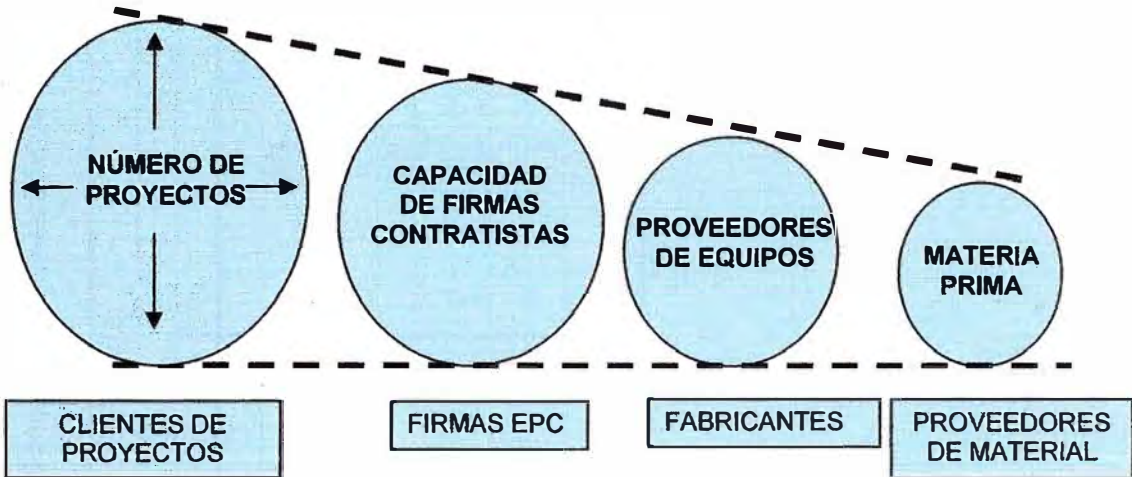 NÚMERO DE
PROYECTOS
CAPACIDAD
DE FIRMAS
CONTRATISTAS
PROVEEDORES
DE EQUIPOS
MATERIA
PRIMA
CLIENTES DE
PROYECTOS
FIRMAS EPC
FABRICANTES
PROVEEDORES
DE MATERIAL